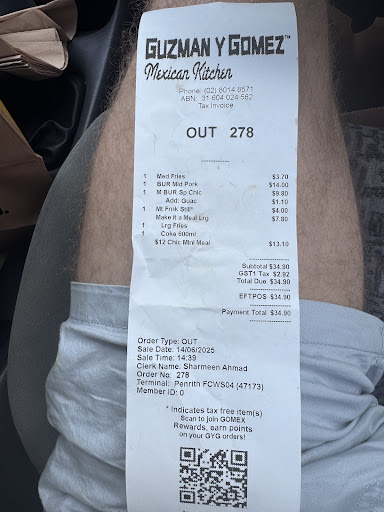 GUZMAN Y GOMEZ™
Mexican Kitchen
Phone: (02) 8014 8571
ABN: 31 604 024 562
Tax Invoice
OUT 278
1 Med Fries $3.70
1 BUR Mld Pork $14.00
1 M BUR Sp Chic $9.80
Add: Guac $1.10
1 Mt Frnk Still* $4.00
Make it a Meal Lrg $7.80
1 Lrg Fries
1 Coke 600ml
$12 Chic Mini Meal $13.10
Subtotal $34.90
GST1 Tax $2.92
Total Due $34.90
EFTPOS $34.90
Payment Total $34.90
Order Type: OUT
Sale Date: 14/06/2025
Sale Time: 14:39
Clerk Name: Sharmeen Ahmad
Order No: 278
Terminal: Penrith FCWS04 (47173)
Member ID: 0
* Indicates tax free item(s)
Scan to join GOMEX
Rewards, earn points
on your GYG orders!